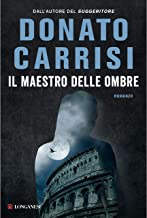 DALL'AUTORE DEL SUGGERITORE
DONATO
CARRISI
IL MAESTRO DELLE OMBRE
ROMANZO
LONGANESI